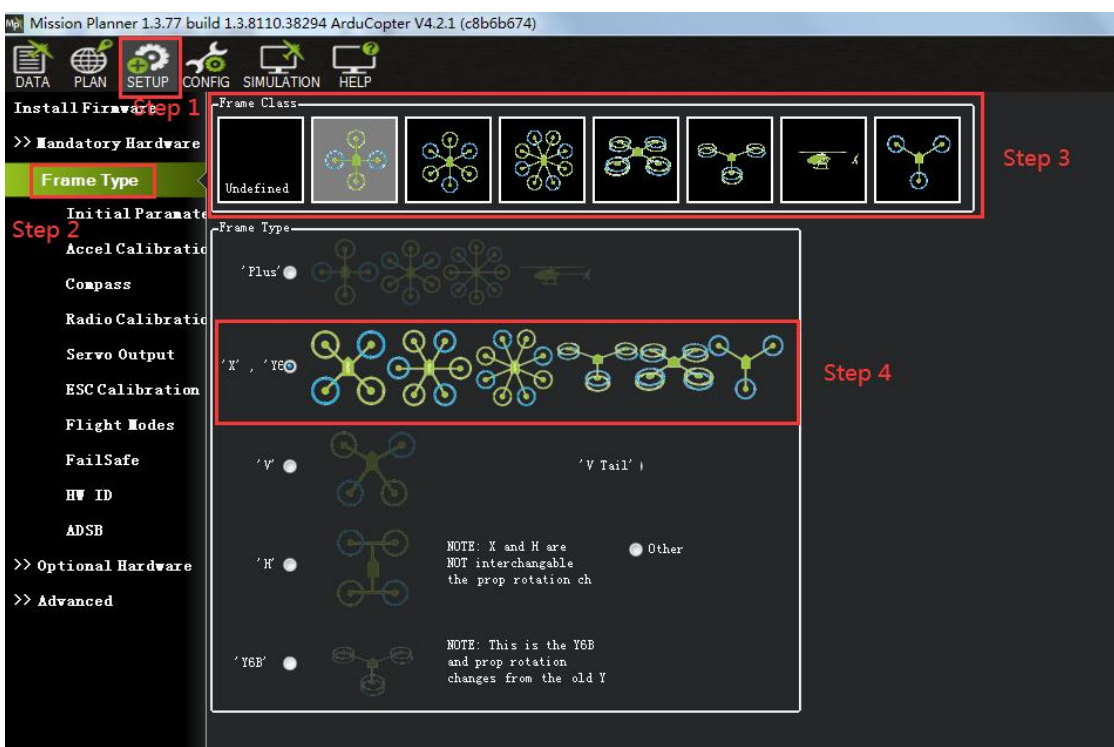 Mission Planner 1.3.77 build 1.3.8110.38294 ArduCopter V4.2.1 (c8b6b674)
DATA PLAN SETUP CONFIG SIMULATION HELP
Step 1
Install Firmware
>> Mandatory Hardware
Frame Type
Step 2
Initial Paramete
Accel Calibratio
Compass
Radio Calibratio
Servo Output
ESC Calibration
Flight Modes
FailSafe
HW ID
ADSB
>> Optional Hardware
>> Advanced
Frame Class
Undefined
Step 3
Frame Type
'Plus'
'X', 'Y6
Step 4
'V'
'V Tail'
'H'
NOTE: X and H are
NOT interchangable
the prop rotation ch
Other
'Y6B'
NOTE: This is the Y6B
and prop rotation
changes from the old Y